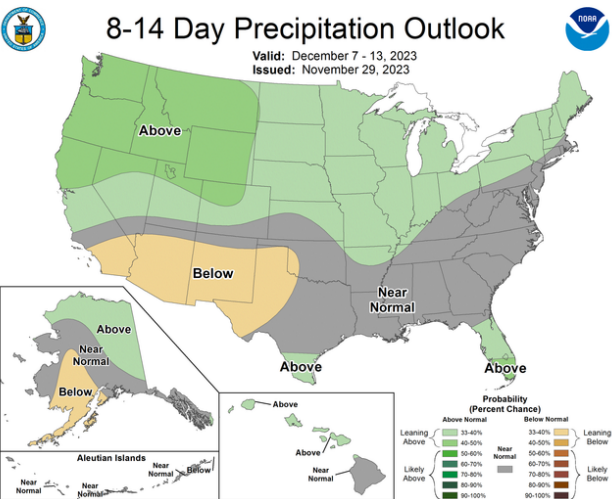 8-14 Day Precipitation Outlook
Valid: December 7 - 13, 2023
Issued: November 29, 2023
NOAA
Above
Below
Near
Normal
Above
Above
Above
Near
Normal
Below
Aleutian Islands
Near
Normal
Near
Normal
Near
Normal
Below
Above
Above
Near
Normal
Probability
(Percent Chance)
Above Normal
Below Normal
Leaning
Above
33-40%
40-50%
Likely
Above
50-60%
60-70%
70-80%
80-90%
90-100%
Near
Normal
33-40%
40-50%
Leaning
Below
50-60%
60-70%
70-80%
80-90%
90-100%
Likely
Below